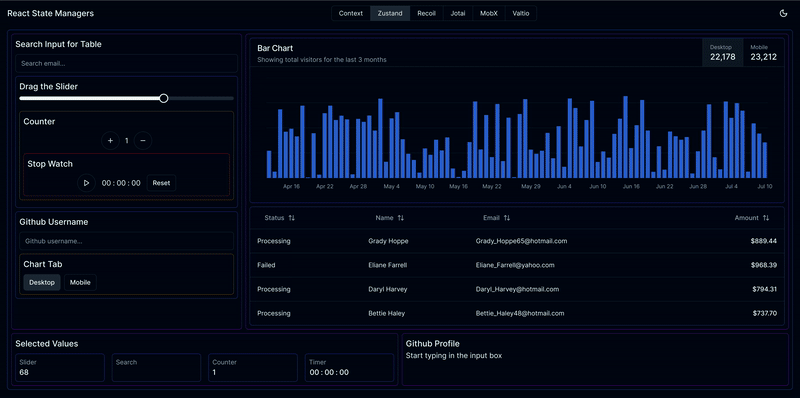 React State Managers
Context Zustand Recoil Jotai MobX Valtio
Search Input for Table
Search email...
Drag the Slider
Counter
1
Stop Watch
00 : 00 : 00 Reset
Github Username
Github username...
Chart Tab
Desktop Mobile
Bar Chart
Showing total visitors for the last 3 months
Desktop
22,178
Mobile
23,212
Apr 16 Apr 22 Apr 28 May 4 May 10 May 16 May 22 May 29 Jun 4 Jun 10 Jun 16 Jun 22 Jun 28 Jul 4 Jul 10
Status Name Email Amount
Processing Grady Hoppe Grady_Hoppe65@hotmail.com $889.44
Failed Eliane Farrell Eliane_Farrell@yahoo.com $968.39
Processing Daryl Harvey Daryl_Harvey@hotmail.com $794.31
Processing Bettie Haley Bettie_Haley48@hotmail.com $737.70
Selected Values
Slider
68
Search
Counter
1
Timer
00 : 00 : 00
Github Profile
Start typing in the input box